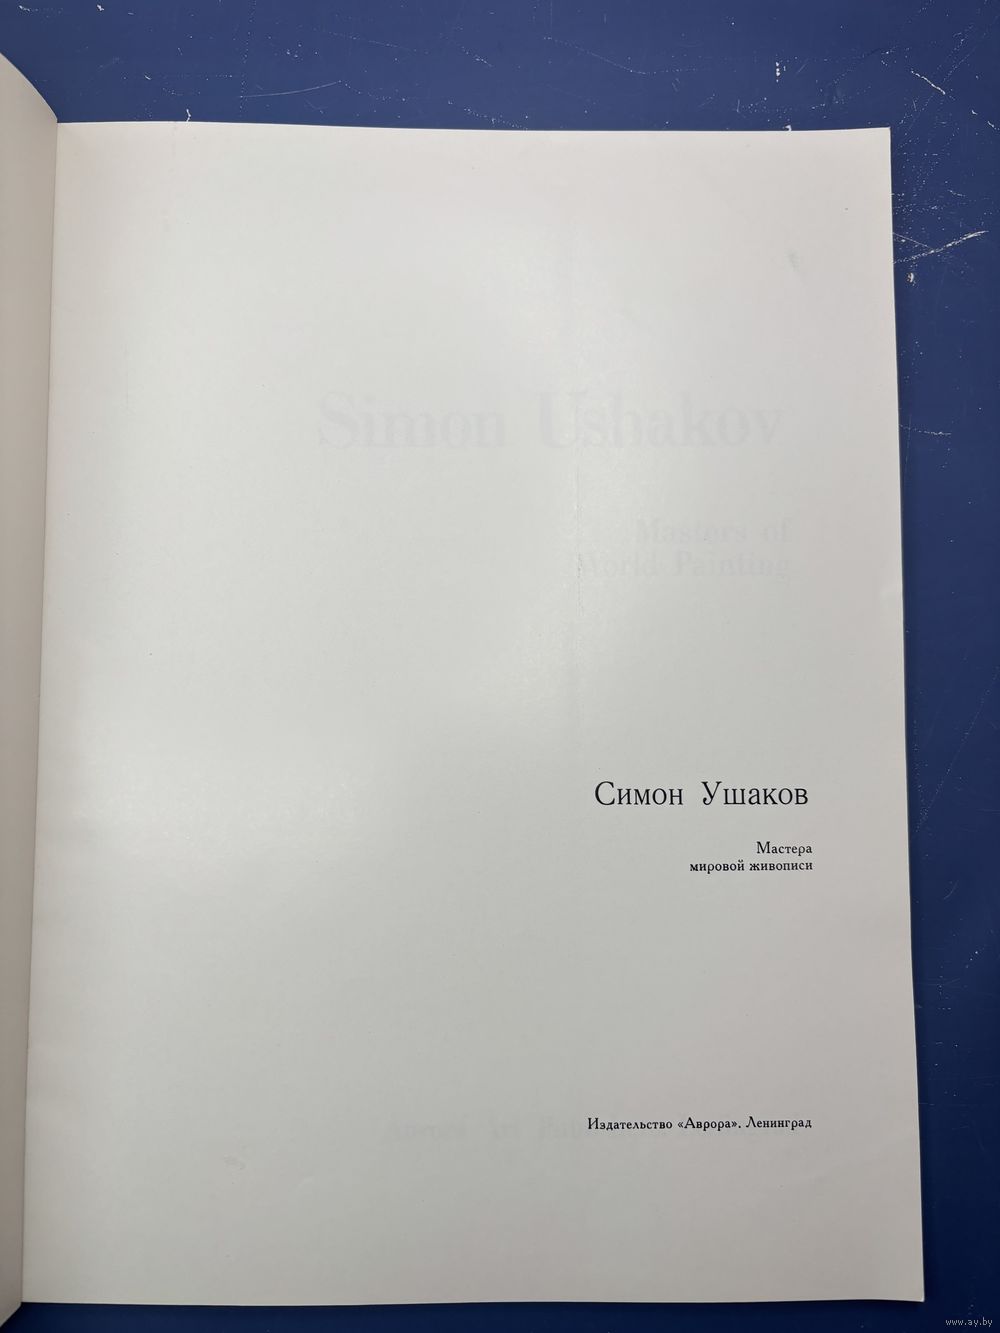 Simon Ushakov
Masters of
World Painting
Симон Ушаков
Мастера
мировой живописи
Издательство «Аврора». Ленинград
www.ay.by